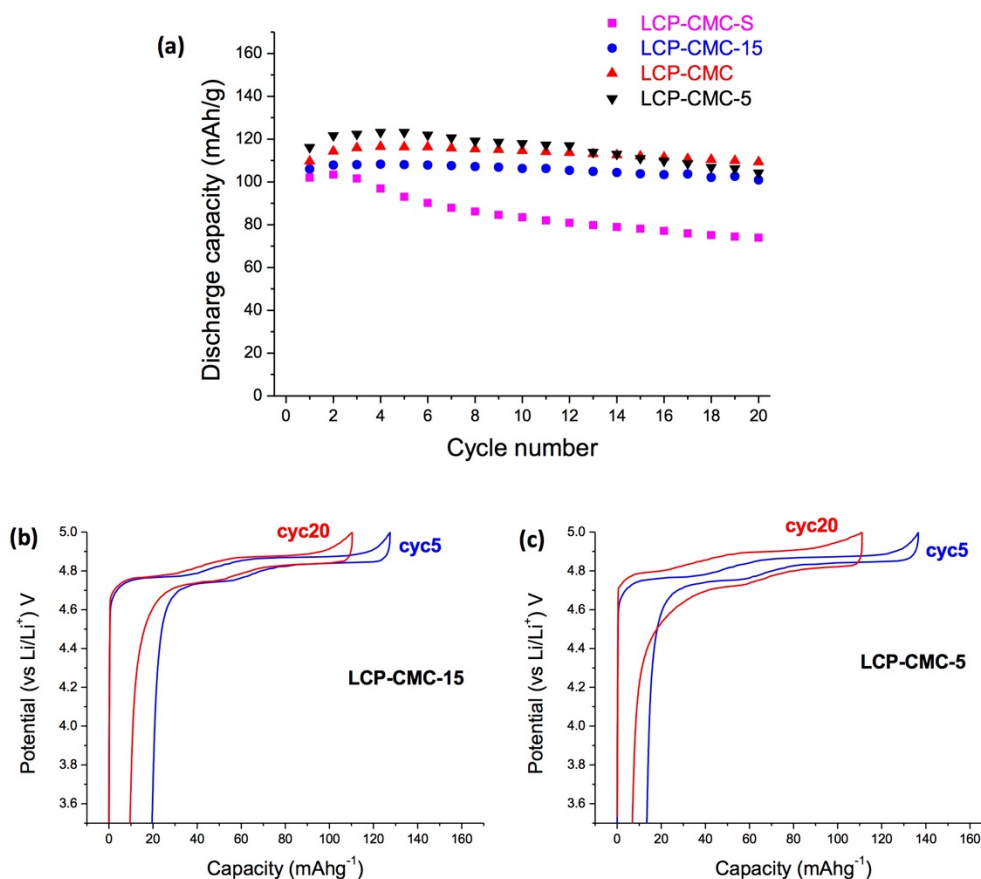 (a)
LCP-CMC-S
LCP-CMC-15
LCP-CMC
LCP-CMC-5
Discharge capacity (mAh/g)
160
140
120
100
80
60
40
20
0
0 2 4 6 8 10 12 14 16 18 20
Cycle number
(b)
Potential (vs Li/Li⁺) V
5.0
4.8
4.6
4.4
4.2
4.0
3.8
3.6
cyc20
cyc5
LCP-CMC-15
0 20 40 60 80 100 120 140 160
Capacity (mAhg⁻¹)
(c)
Potential (vs Li/Li⁺) V
5.0
4.8
4.6
4.4
4.2
4.0
3.8
3.6
cyc20
cyc5
LCP-CMC-5
0 20 40 60 80 100 120 140 160
Capacity (mAhg⁻¹)